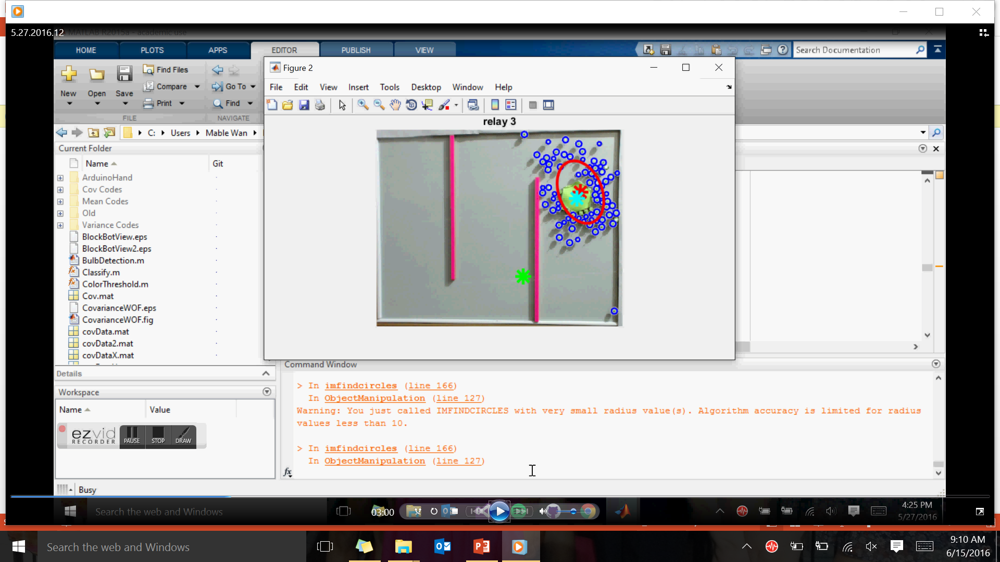 5.27.2016.12
MATLAB R2015a - academic use
HOME
PLOTS
APPS
EDITOR
PUBLISH
VIEW
Search Documentation
New
Open
Save
Find Files
Compare
Print
Go To
Find
FILE
NAVIGATE
C:
Users
Mable Wan
Figure 2
File
Edit
View
Insert
Tools
Desktop
Window
Help
relay 3
Current Folder
Name
Git
ArduinoHand
Cov Codes
Mean Codes
Old
Variance Codes
BlockBotView.eps
BlockBotView2.eps
BulbDetection.m
Classify.m
ColorThreshold.m
Cov.mat
CovarianceWOF.eps
CovarianceWOF.fig
covData.mat
covData2.mat
covDataX.mat
Details
Workspace
Name
Value
ezvid
RECORDER
PAUSE
STOP
DRAW
Command Window
> In imfindcircles (line 166)
In ObjectManipulation (line 127)
Warning: You just called IMFINDCIRCLES with very small radius value(s). Algorithm accuracy is limited for radius
values less than 10.
> In imfindcircles (line 166)
In ObjectManipulation (line 127)
fx
Busy
Search the web and Windows
03:00
4:25 PM
5/27/2016
Search the web and Windows
9:10 AM
6/15/2016